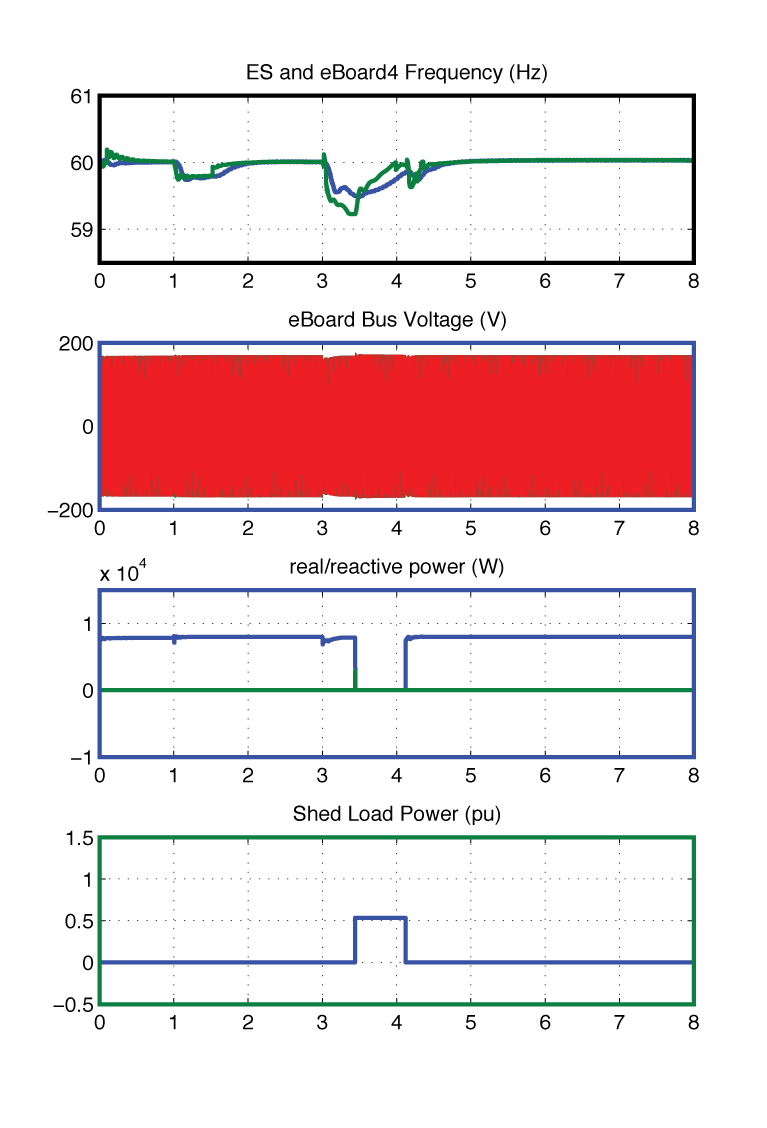 ES and eBoard4 Frequency (Hz)
61
60
59
0 1 2 3 4 5 6 7 8
eBoard Bus Voltage (V)
200
0
−200
0 1 2 3 4 5 6 7 8
real/reactive power (W)
x 10^4
1
0
−1
0 1 2 3 4 5 6 7 8
Shed Load Power (pu)
1.5
1
0.5
0
−0.5
0 1 2 3 4 5 6 7 8